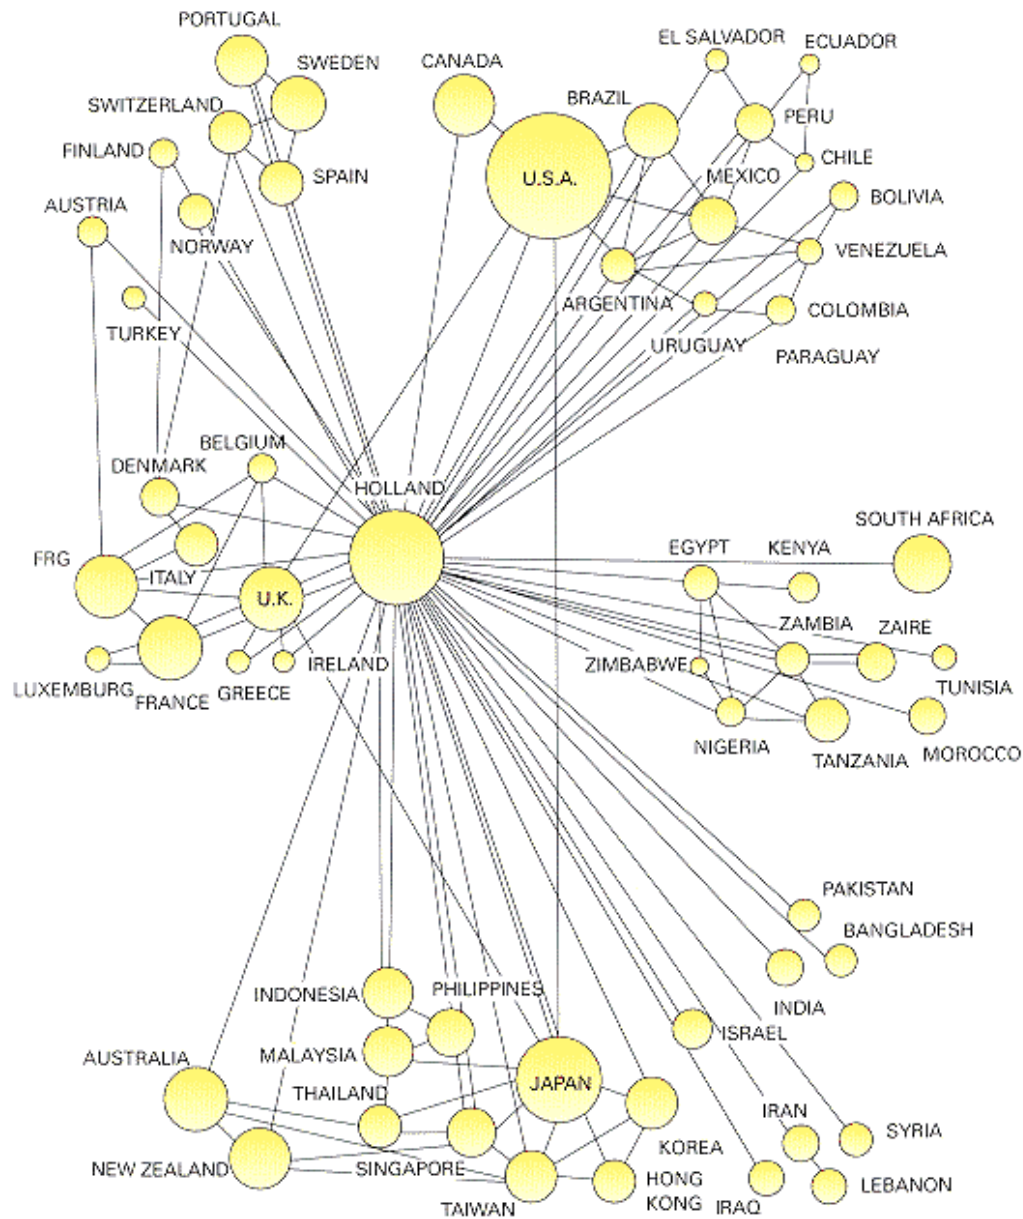 PORTUGAL
SWEDEN
CANADA
EL SALVADOR
ECUADOR
SWITZERLAND
BRAZIL
PERU
FINLAND
SPAIN
U.S.A.
MEXICO
CHILE
AUSTRIA
BOLIVIA
NORWAY
VENEZUELA
TURKEY
ARGENTINA
COLOMBIA
URUGUAY
PARAGUAY
BELGIUM
DENMARK
HOLLAND
SOUTH AFRICA
FRG
EGYPT
KENYA
ITALY
U.K.
ZAMBIA
ZAIRE
LUXEMBURG
FRANCE
GREECE
IRELAND
ZIMBABWE
TUNISIA
NIGERIA
TANZANIA
MOROCCO
PAKISTAN
BANGLADESH
INDONESIA
PHILIPPINES
INDIA
ISRAEL
AUSTRALIA
MALAYSIA
THAILAND
JAPAN
IRAN
SYRIA
KOREA
NEW ZEALAND
SINGAPORE
HONG
KONG
LEBANON
TAIWAN
IRAQ